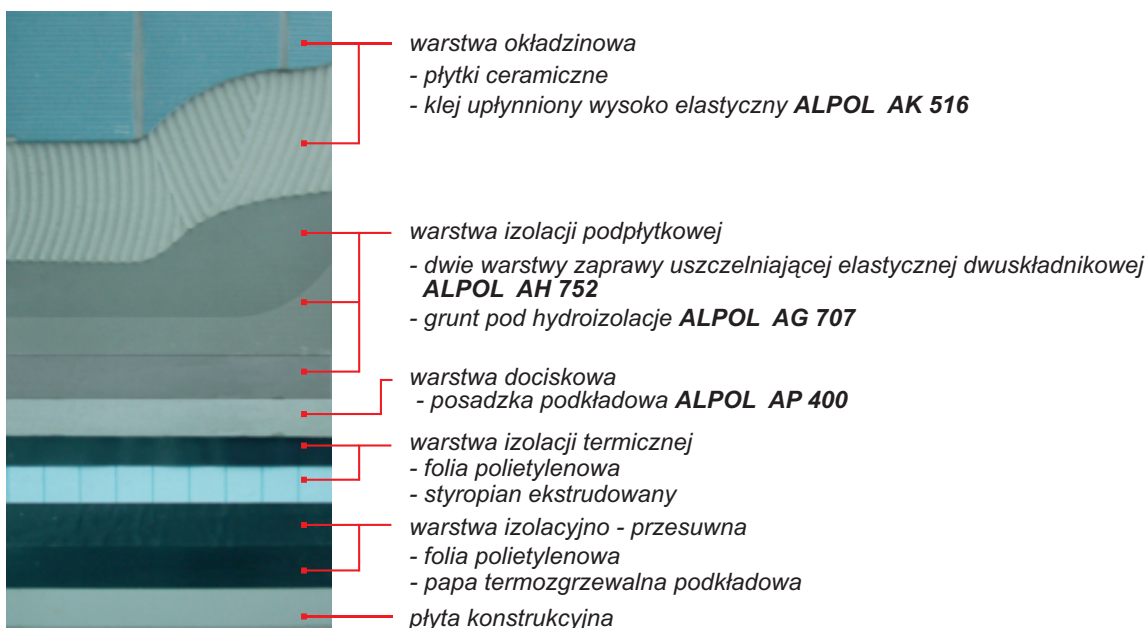 warstwa okładzinowa
- płytki ceramiczne
- klej upłynniony wysoko elastyczny ALPOL AK 516
warstwa izolacji podpłytkowej
- dwie warstwy zaprawy uszczelniającej elastycznej dwuskładnikowej
ALPOL AH 752
- grunt pod hydroizolacje ALPOL AG 707
warstwa dociskowa
- posadzka podkładowa ALPOL AP 400
warstwa izolacji termicznej
- folia polietylenowa
- styropian ekstrudowany
warstwa izolacyjno - przesuwna
- folia polietylenowa
- papa termozgrzewalna podkładowa
płyta konstrukcyjna